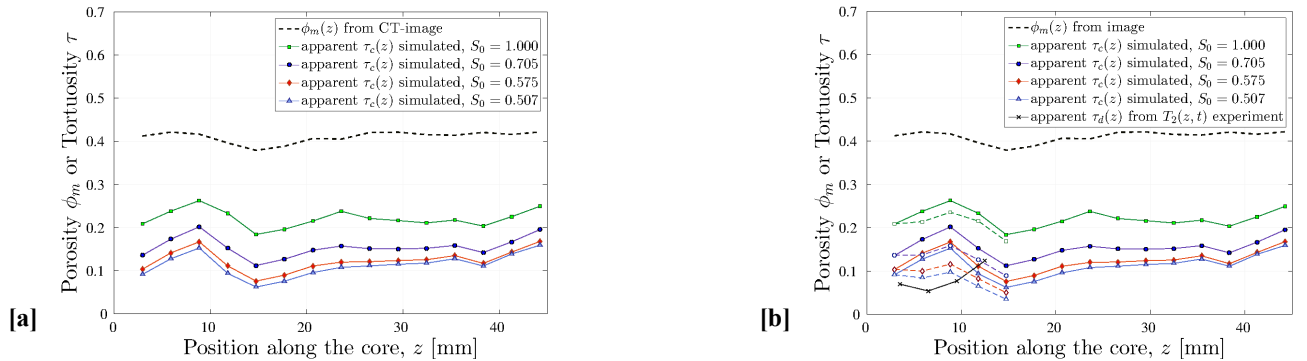 [a]
Porosity ϕm or Tortuosity τ
0.7
0.6
0.5
0.4
0.3
0.2
0.1
0
ϕm(z) from CT-image
apparent τc(z) simulated, S0 = 1.000
apparent τc(z) simulated, S0 = 0.705
apparent τc(z) simulated, S0 = 0.575
apparent τc(z) simulated, S0 = 0.507
0 10 20 30 40
Position along the core, z [mm]
[b]
Porosity ϕm or Tortuosity τ
0.7
0.6
0.5
0.4
0.3
0.2
0.1
0
ϕm(z) from image
apparent τc(z) simulated, S0 = 1.000
apparent τc(z) simulated, S0 = 0.705
apparent τc(z) simulated, S0 = 0.575
apparent τc(z) simulated, S0 = 0.507
apparent τd(z) from T2(z, t) experiment
0 10 20 30 40
Position along the core, z [mm]